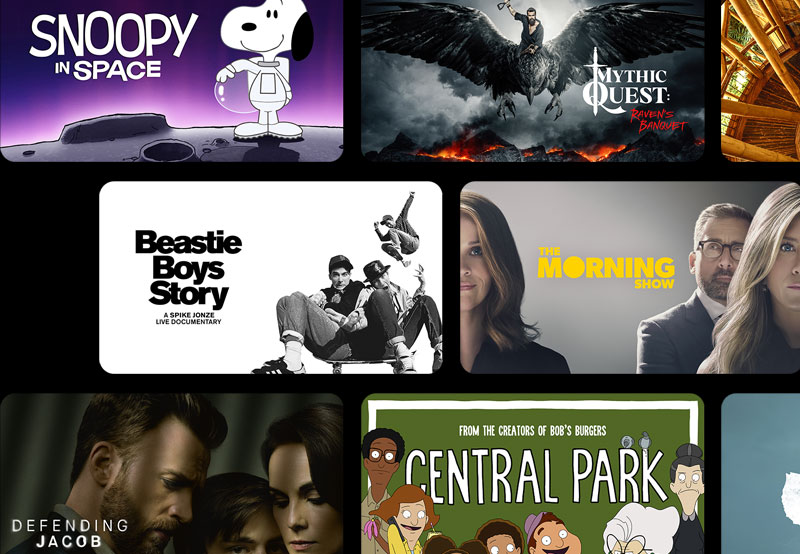 SNOOPY
IN SPACE
MYTHIC
QUEST:
RAVEN'S
BANQUET
Beastie
Boys
Story
A SPIKE JONZE
LIVE DOCUMENTARY
THE
MORNING
SHOW
DEFENDING
JACOB
FROM THE CREATORS OF BOB'S BURGERS
CENTRAL PARK